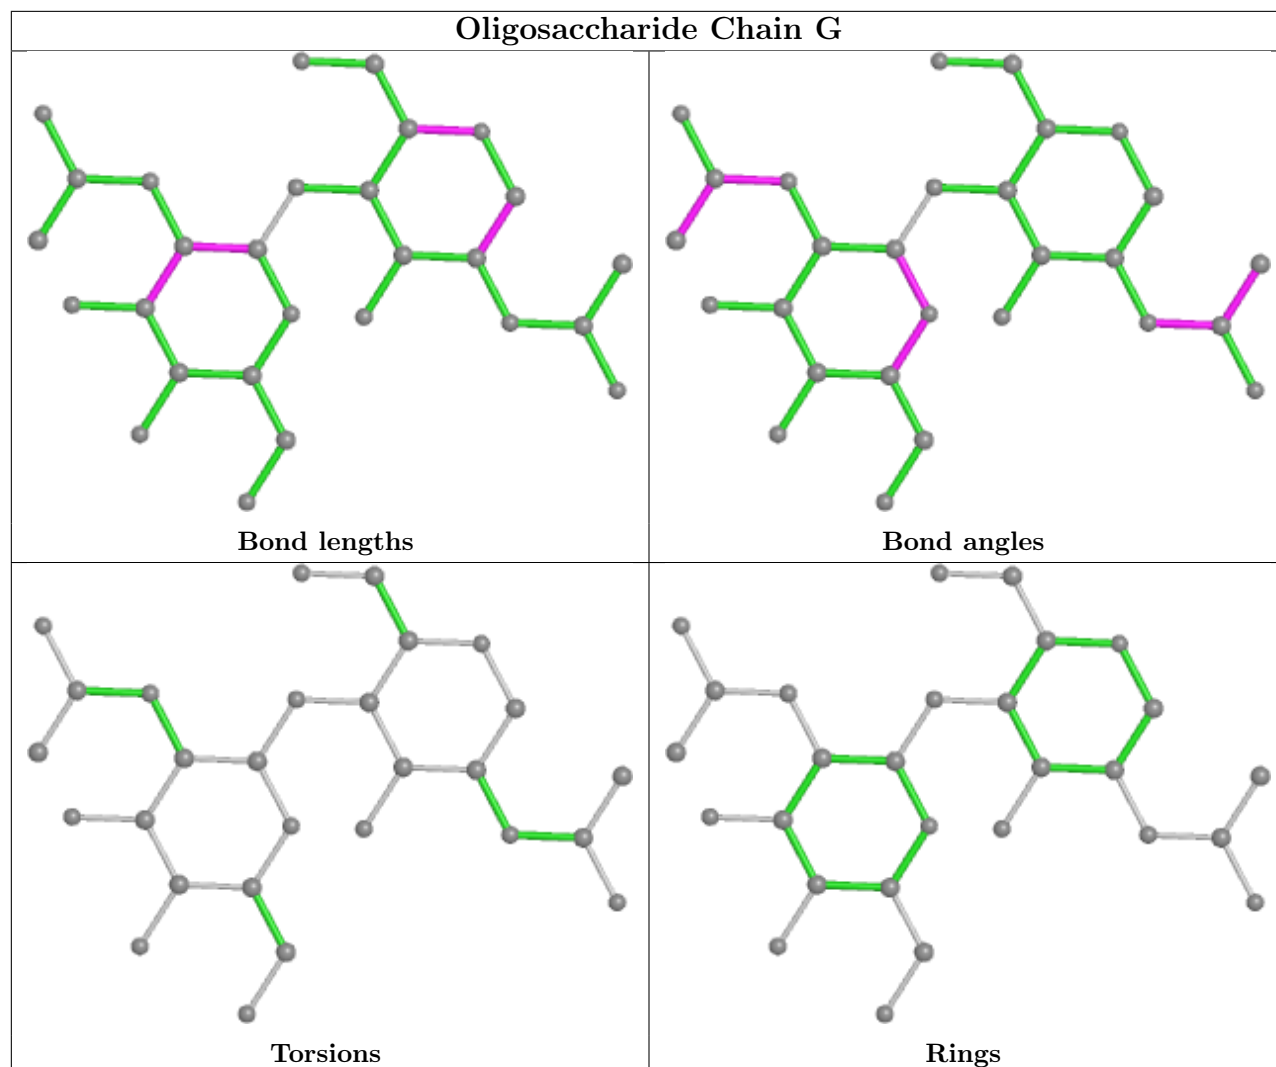 Oligosaccharide Chain G
Bond lengths
Bond angles
Torsions
Rings